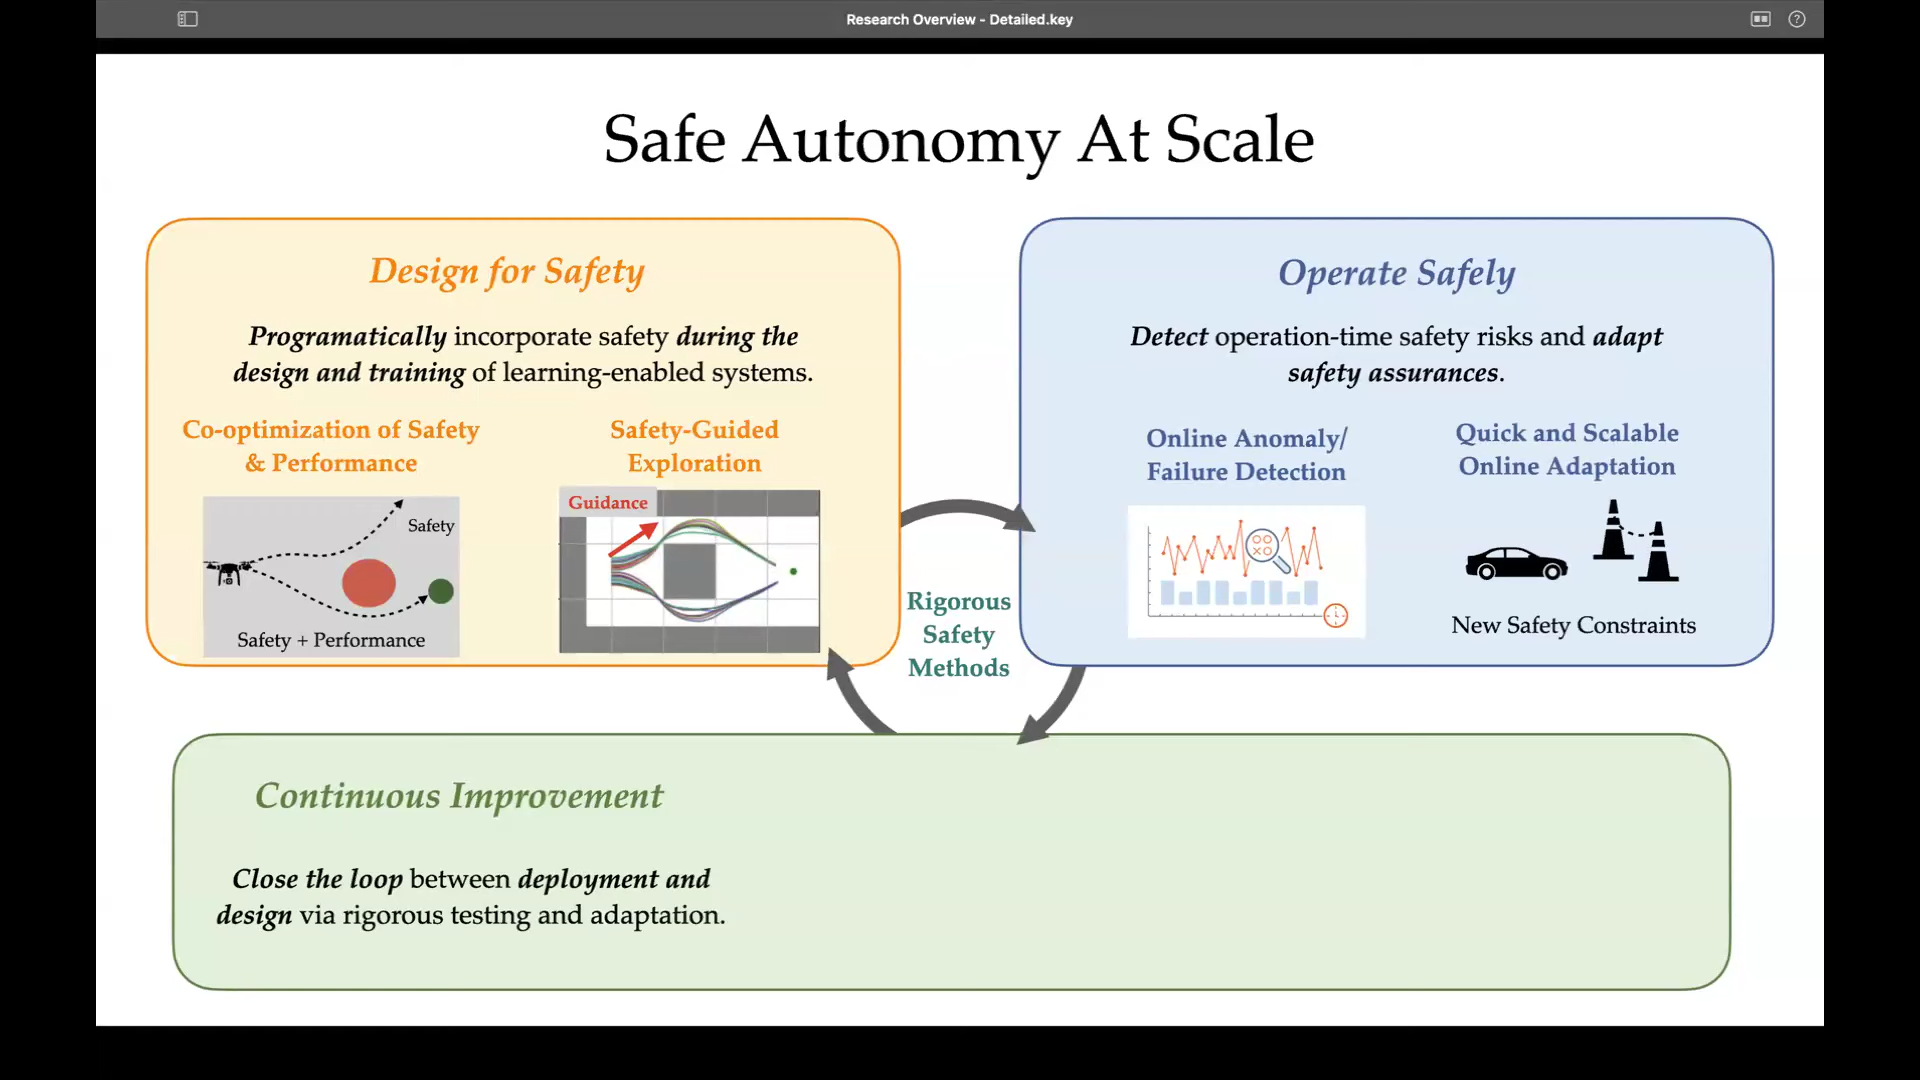 Research Overview - Detailed.key
Safe Autonomy At Scale
Design for Safety
Programatically incorporate safety during the
design and training of learning-enabled systems.
Co-optimization of Safety
& Performance
Safety
Safety + Performance
Safety-Guided
Exploration
Guidance
Operate Safely
Detect operation-time safety risks and adapt
safety assurances.
Online Anomaly/
Failure Detection
Quick and Scalable
Online Adaptation
New Safety Constraints
Rigorous
Safety
Methods
Continuous Improvement
Close the loop between deployment and
design via rigorous testing and adaptation.